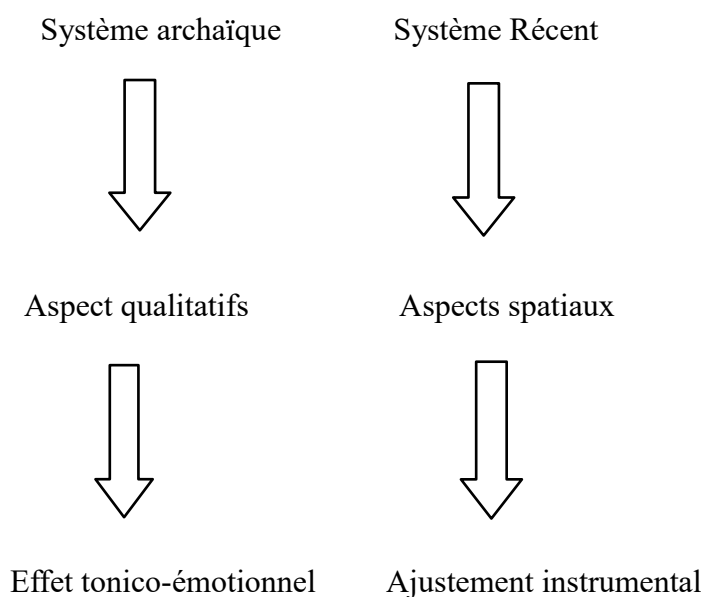 Système archaïque Système Récent
Aspect qualitatifs Aspects spatiaux
Effet tonico-émotionnel Ajustement instrumental